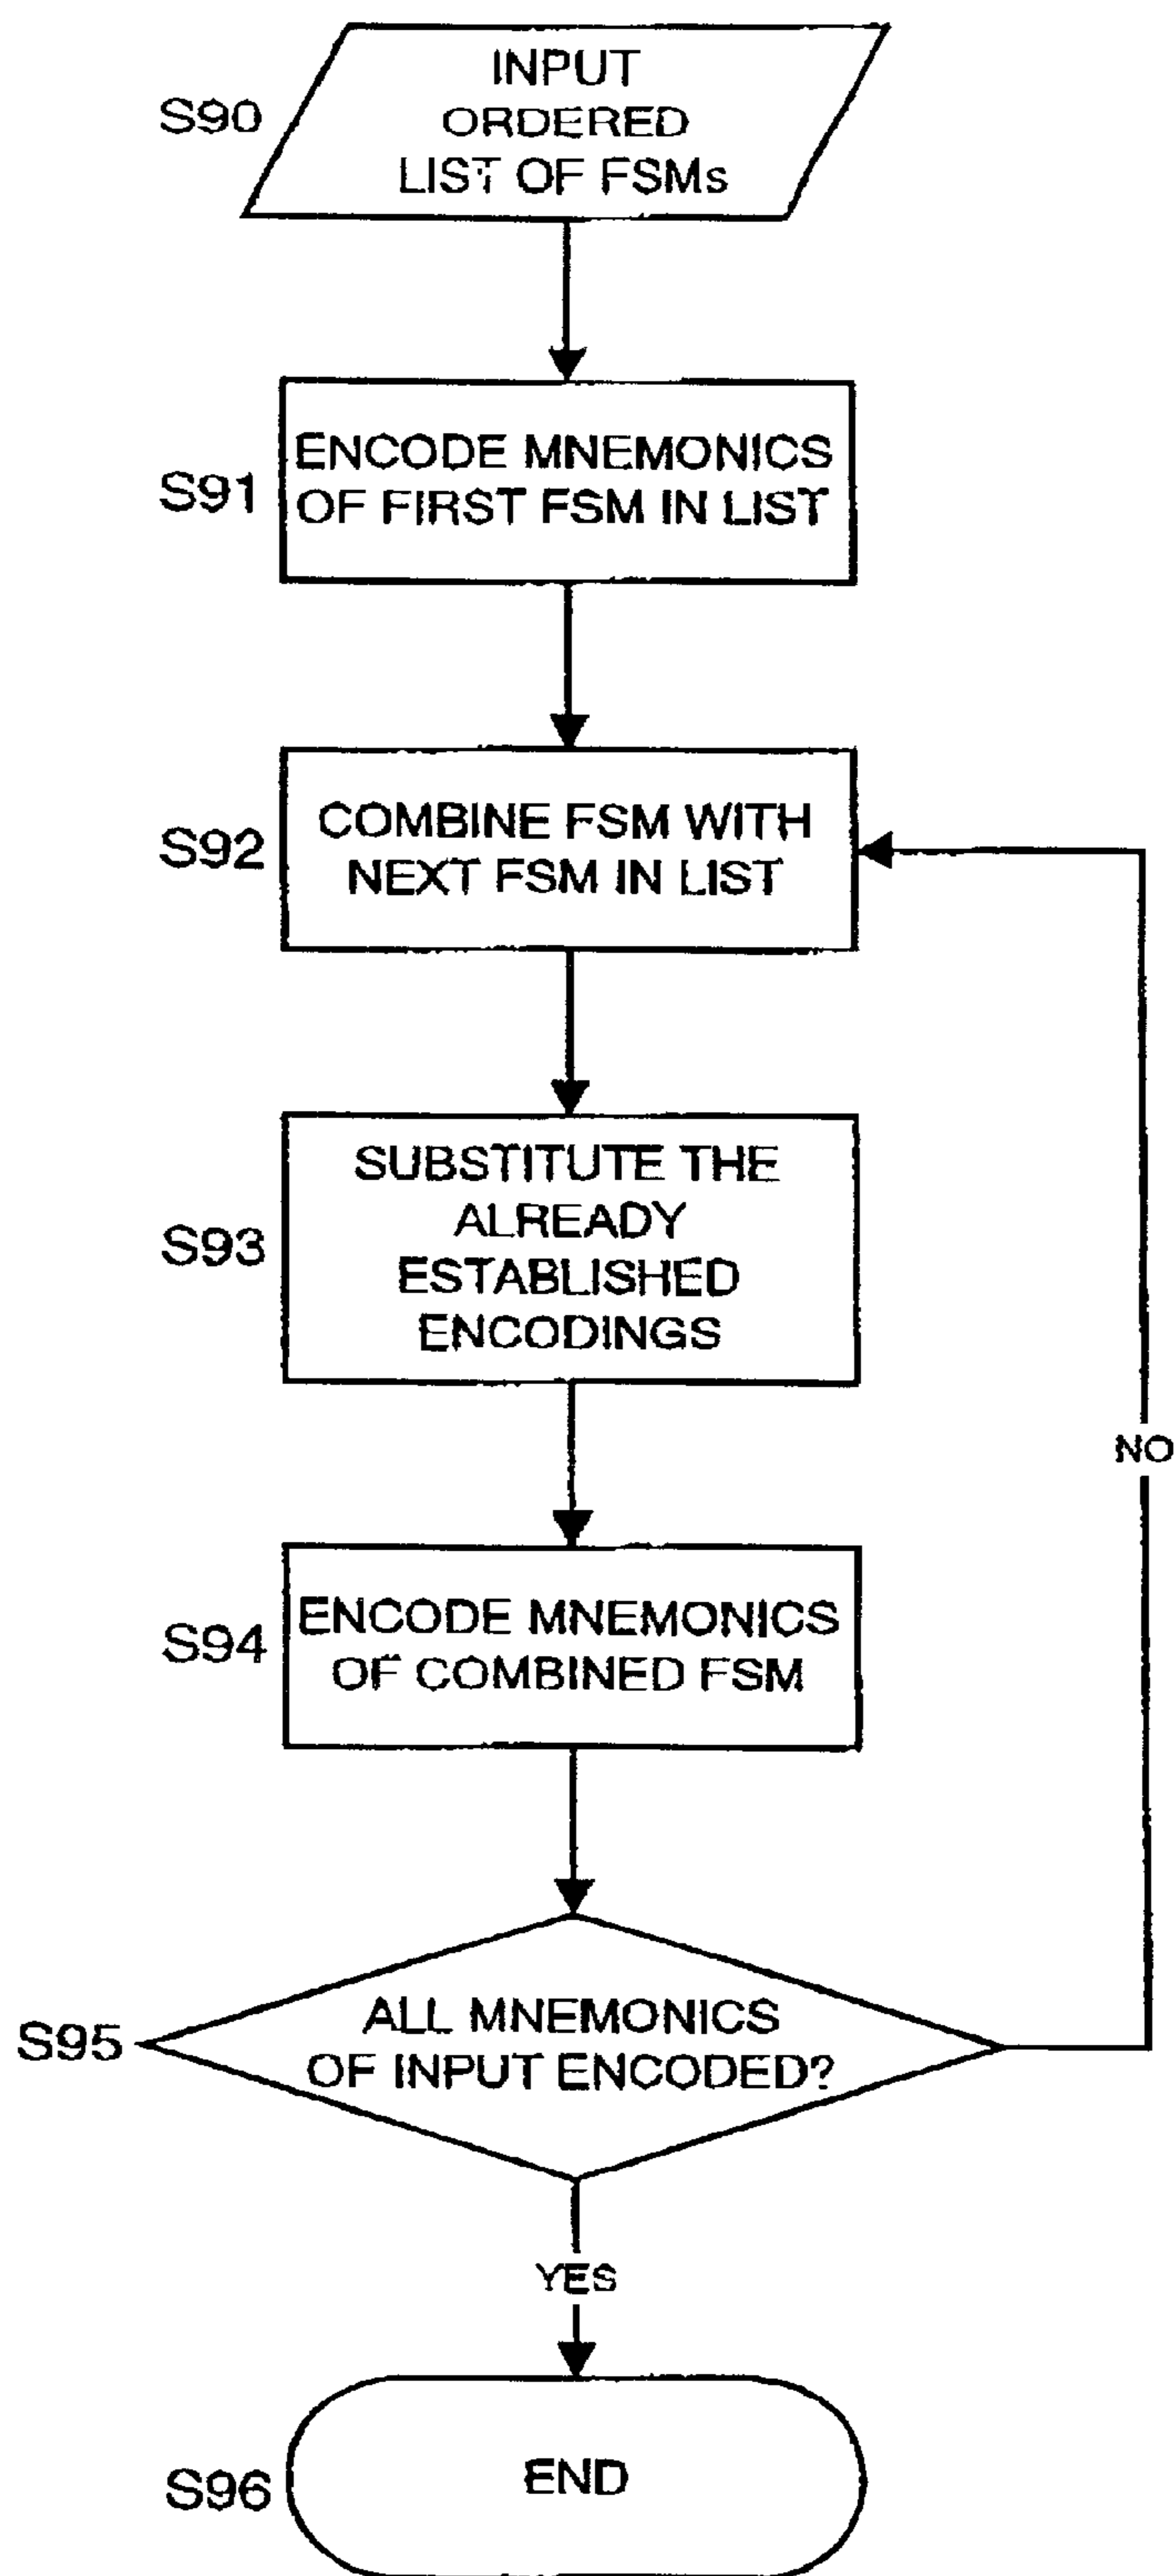 S90
INPUT
ORDERED
LIST OF FSMs
S91
ENCODE MNEMONICS
OF FIRST FSM IN LIST
S92
COMBINE FSM WITH
NEXT FSM IN LIST
S93
SUBSTITUTE THE
ALREADY
ESTABLISHED
ENCODINGS
NO
S94
ENCODE MNEMONICS
OF COMBINED FSM
S95
ALL MNEMONICS
OF INPUT ENCODED?
YES
S96
END